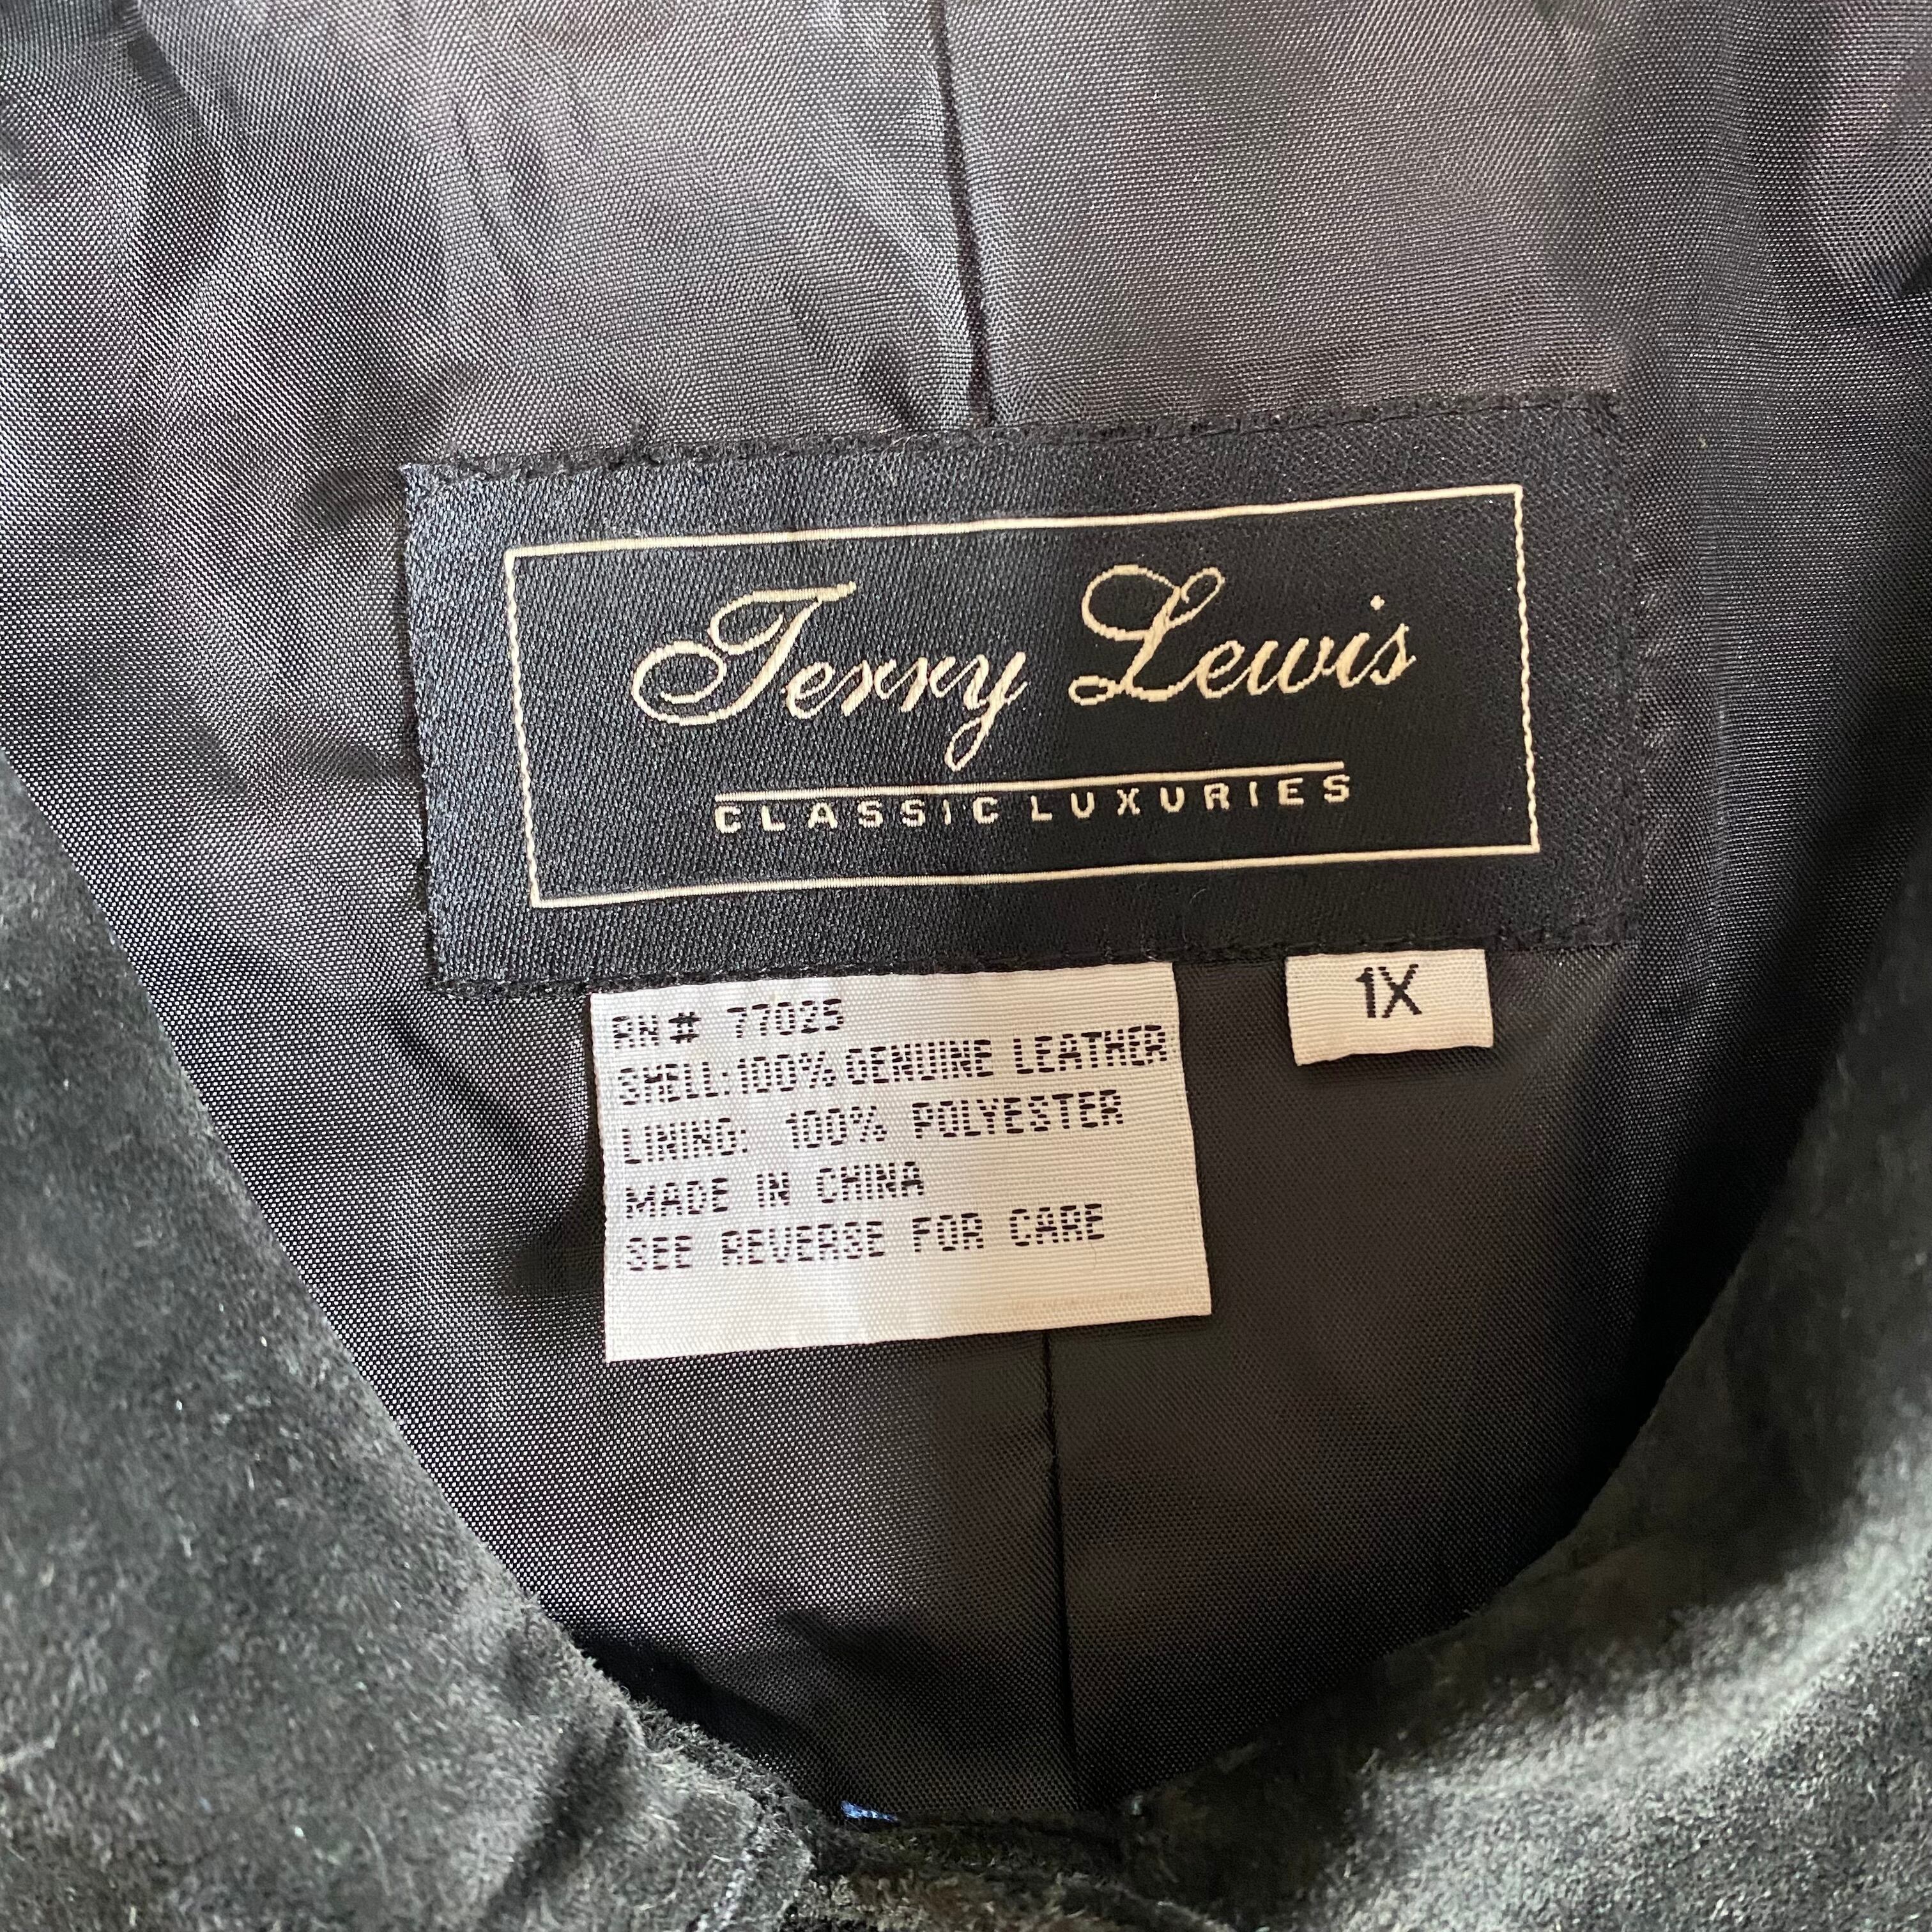 Terry Lewis
CLASSIC LUXURIES
1X
RN# 77025
SHELL:100% GENUINE LEATHER
LINING: 100% POLYESTER
MADE IN CHINA
SEE REVERSE FOR CARE